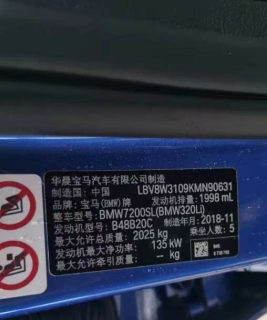 华晨宝马汽车有限公司制造
制造国：中国 LBV8W3109KMN90631
品牌：宝马(BMW)牌 发动机排量：1998 mL
整车型号：BMW7200SL(BMW320Li)
发动机型号：B48B20C 制造年月：2018-11
最大允许总质量：2025 kg 乘坐人数：5
发动机最大净功率：135 kW
最大允许牵引质量：-- kg